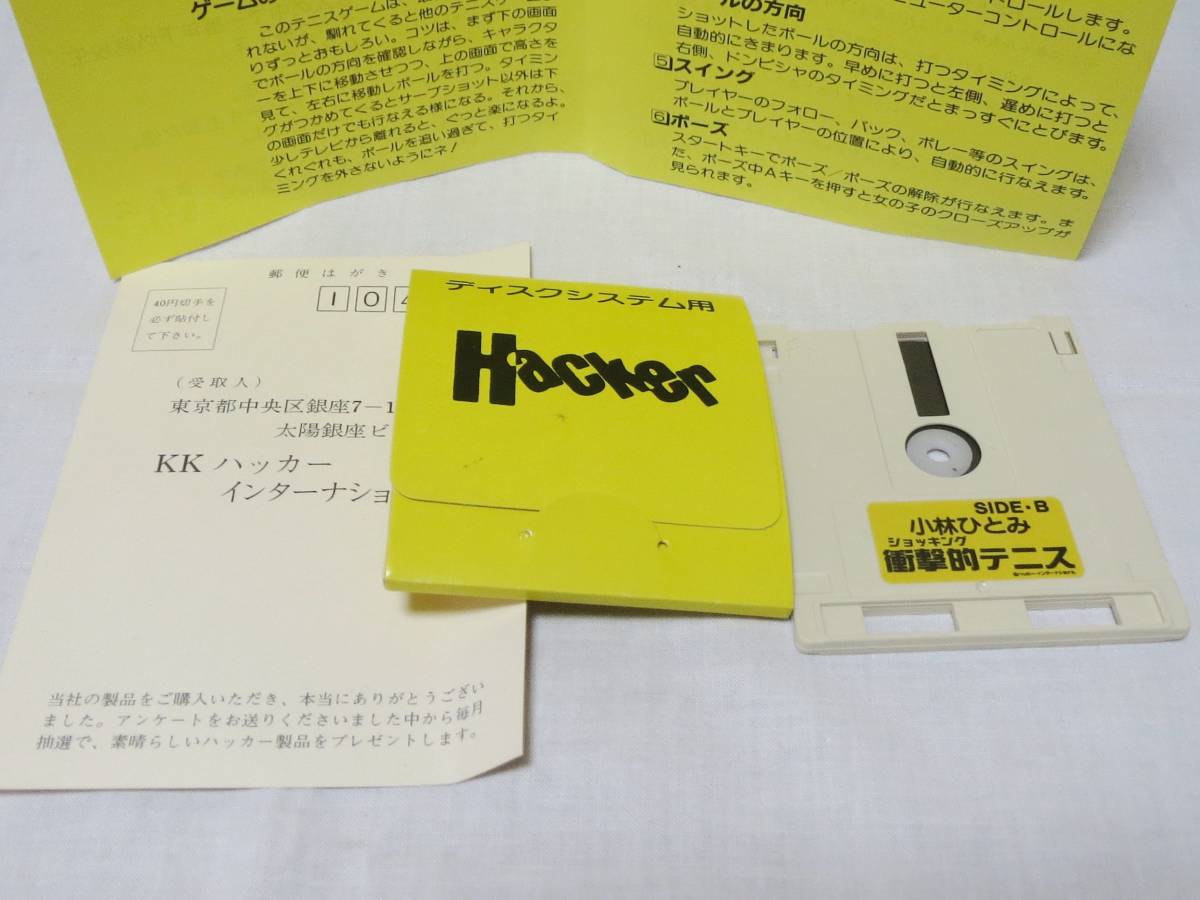 ゲームの
このテニスゲームは、
れないが、馴れてくると他のテニスゲーム
りずっとおもしろい。コツは、まず下の画面
でボールの方向を確認しながら、キャラクタ
ーを上下に移動させつつ、上の画面で高さを
見て、左右に移動しボールを打つ。タイミン
グがつかめてくるとサーブショット以外は下
の画面だけでも行なえる様になる。それから、
少しテレビから離れると、ぐっと楽になるよ。
くれぐれも、ボールを追い過ぎて、打つタイ
ミングを外さないようにネ!
トロールします。
ューターコントロールにな
ールの方向
ショットしたボールの方向は、打つタイミングによって、
自動的にきまります。早めに打つと左側、遅めに打つと
右側、ドンピシャのタイミングだとまっすぐにとびます。
5 スイング
プレイヤーのフォロー、バック、ボレー等のスイングは、
ボールとプレイヤーの位置により、自動的に行なえます。
6 ポーズ
スタートキーでポーズ/ポーズの解除が行なえます。ま
た、ポーズ中Aキーを押すと女の子のクローズアップが
見られます。
郵便はがき
104
40円切手を
必ず貼付し
て下さい。
(受取人)
東京都中央区銀座7-1
太陽銀座ビ
KK ハッカー
インターナショ
当社の製品をご購入いただき、本当にありがとうござい
ました。アンケートをお送りくださいました中から毎月
抽選で、素晴らしいハッカー製品をプレゼントします。
ディスクシステム用
Hacker
SIDE・B
小林ひとみ
ショッキング
衝撃的テニス